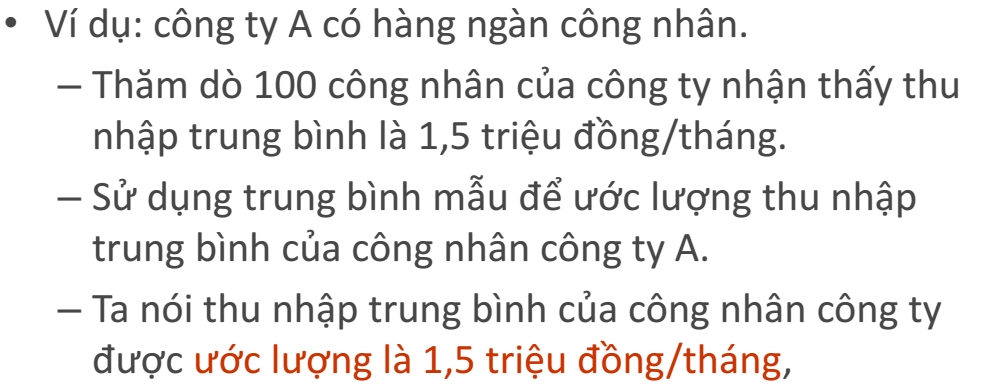 • Ví dụ: công ty A có hàng ngàn công nhân.
– Thăm dò 100 công nhân của công ty nhận thấy thu
nhập trung bình là 1,5 triệu đồng/tháng.
– Sử dụng trung bình mẫu để ước lượng thu nhập
trung bình của công nhân công ty A.
– Ta nói thu nhập trung bình của công nhân công ty
được ước lượng là 1,5 triệu đồng/tháng,